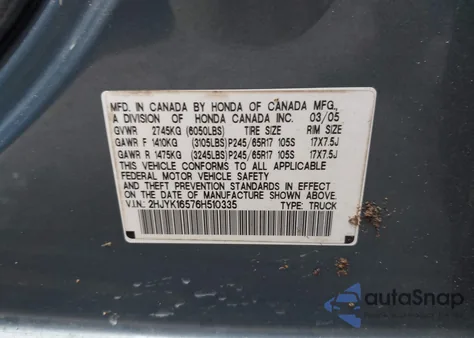 MFD. IN CANADA BY HONDA OF CANADA MFG.,
A DIVISION OF HONDA CANADA INC. 03/05
GVWR 2745KG (6050LBS) TIRE SIZE RIM SIZE
GAWR F 1410KG (3105LBS)P245/65R17 105S 17X7.5J
GAWR R 1475KG (3245LBS)P245/65R17 105S 17X7.5J
THIS VEHICLE CONFORMS TO ALL APPLICABLE
FEDERAL MOTOR VEHICLE SAFETY AND
THEFT PREVENTION STANDARDS IN EFFECT
ON THE DATE OF MANUFACTURE SHOWN ABOVE.
V.I.N.: 2HJYK16576H510335 TYPE: TRUCK
autoSnap